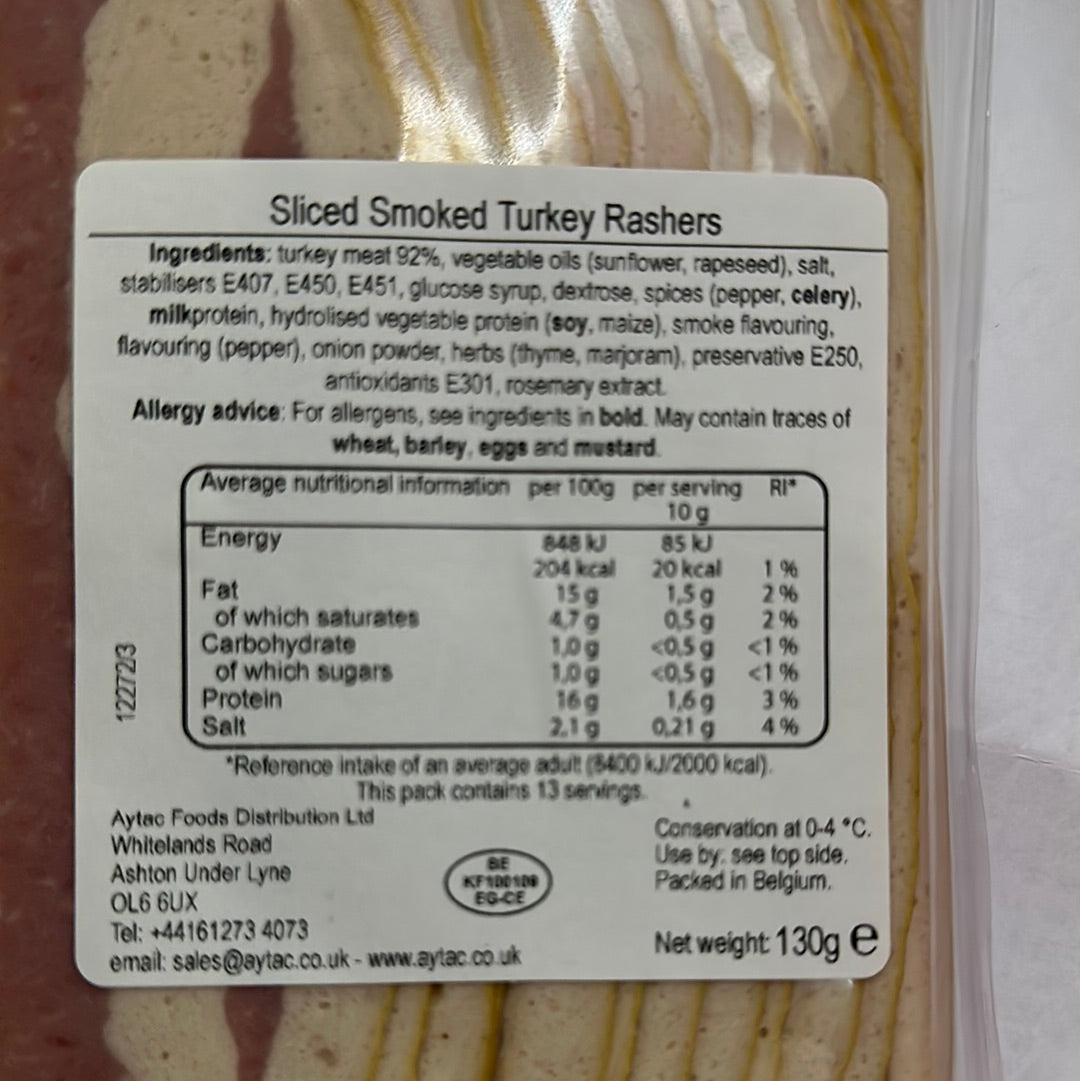 Sliced Smoked Turkey Rashers
Ingredients: turkey meat 92%, vegetable oils (sunflower, rapeseed), salt,
stabilisers E407, E450, E451, glucose syrup, dextrose, spices (pepper, celery),
milkprotein, hydrolised vegetable protein (soy, maize), smoke flavouring,
flavouring (pepper), onion powder, herbs (thyme, marjoram), preservative E250,
antioxidants E301, rosemary extract.
Allergy advice: For allergens, see ingredients in bold. May contain traces of
wheat, barley, eggs and mustard.
Average nutritional information per 100g per serving RI*
10 g
Energy 848 kJ 85 kJ
204 kcal 20 kcal 1 %
Fat 15 g 1,5 g 2 %
of which saturates 4,7 g 0,5 g 2 %
Carbohydrate 1,0 g <0,5 g <1 %
of which sugars 1,0 g <0,5 g <1 %
Protein 16 g 1,6 g 3 %
Salt 2,1 g 0,21 g 4 %
122723
*Reference intake of an average adult (8400 kJ/2000 kcal).
This pack contains 13 servings.
Aytac Foods Distribution Ltd
Whitelands Road
Ashton Under Lyne
OL6 6UX
Tel: +44161273 4073
email: sales@aytac.co.uk - www.aytac.co.uk
BE
KF100109
EG-CE
Conservation at 0-4 °C.
Use by: see top side.
Packed in Belgium.
Net weight: 130g e